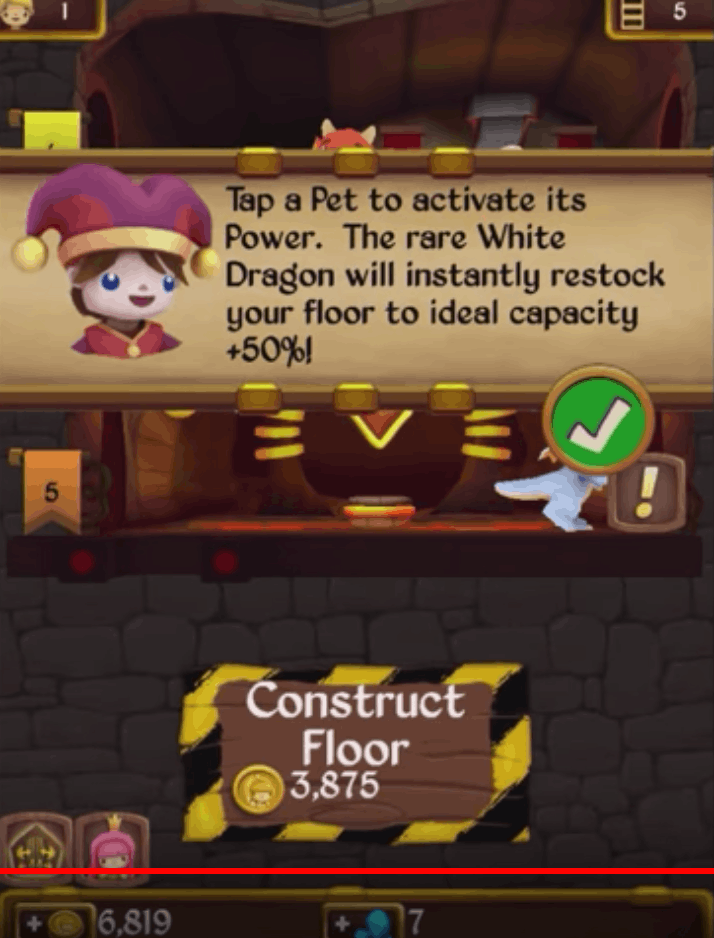 1
5
Tap a Pet to activate its
Power. The rare White
Dragon will instantly restock
your floor to ideal capacity
+50%!
5
Construct
Floor
3,875
+ 6,819
+ 7